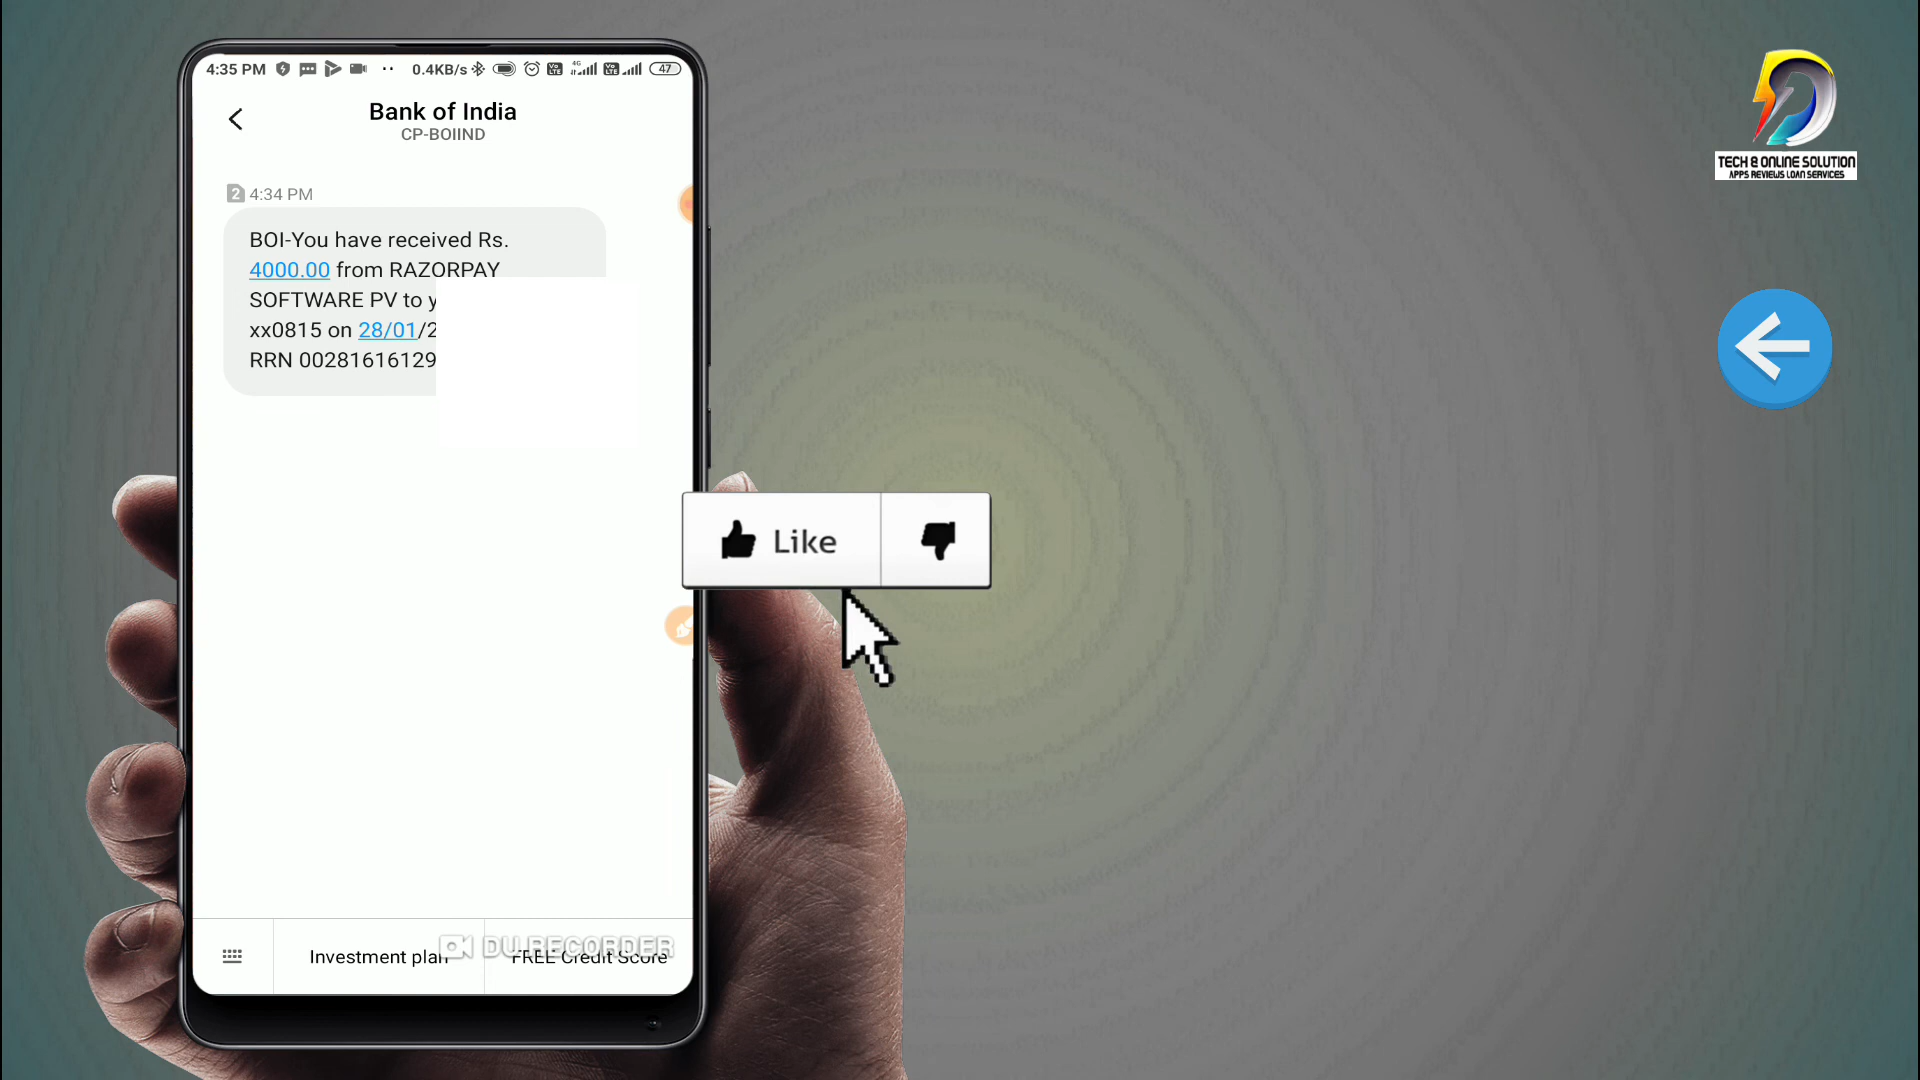 4:35 PM 0.4KB/s 47
Bank of India
CP-BOIIND
2 4:34 PM
BOI-You have received Rs.
4000.00 from RAZORPAY
SOFTWARE PV to y
xx0815 on 28/01/2
RRN 00281616129
Like
Investment plan
FREE Credit Score
DU RECORDER
TECH & ONLINE SOLUTION
APPS REVIEWS LOAN SERVICES